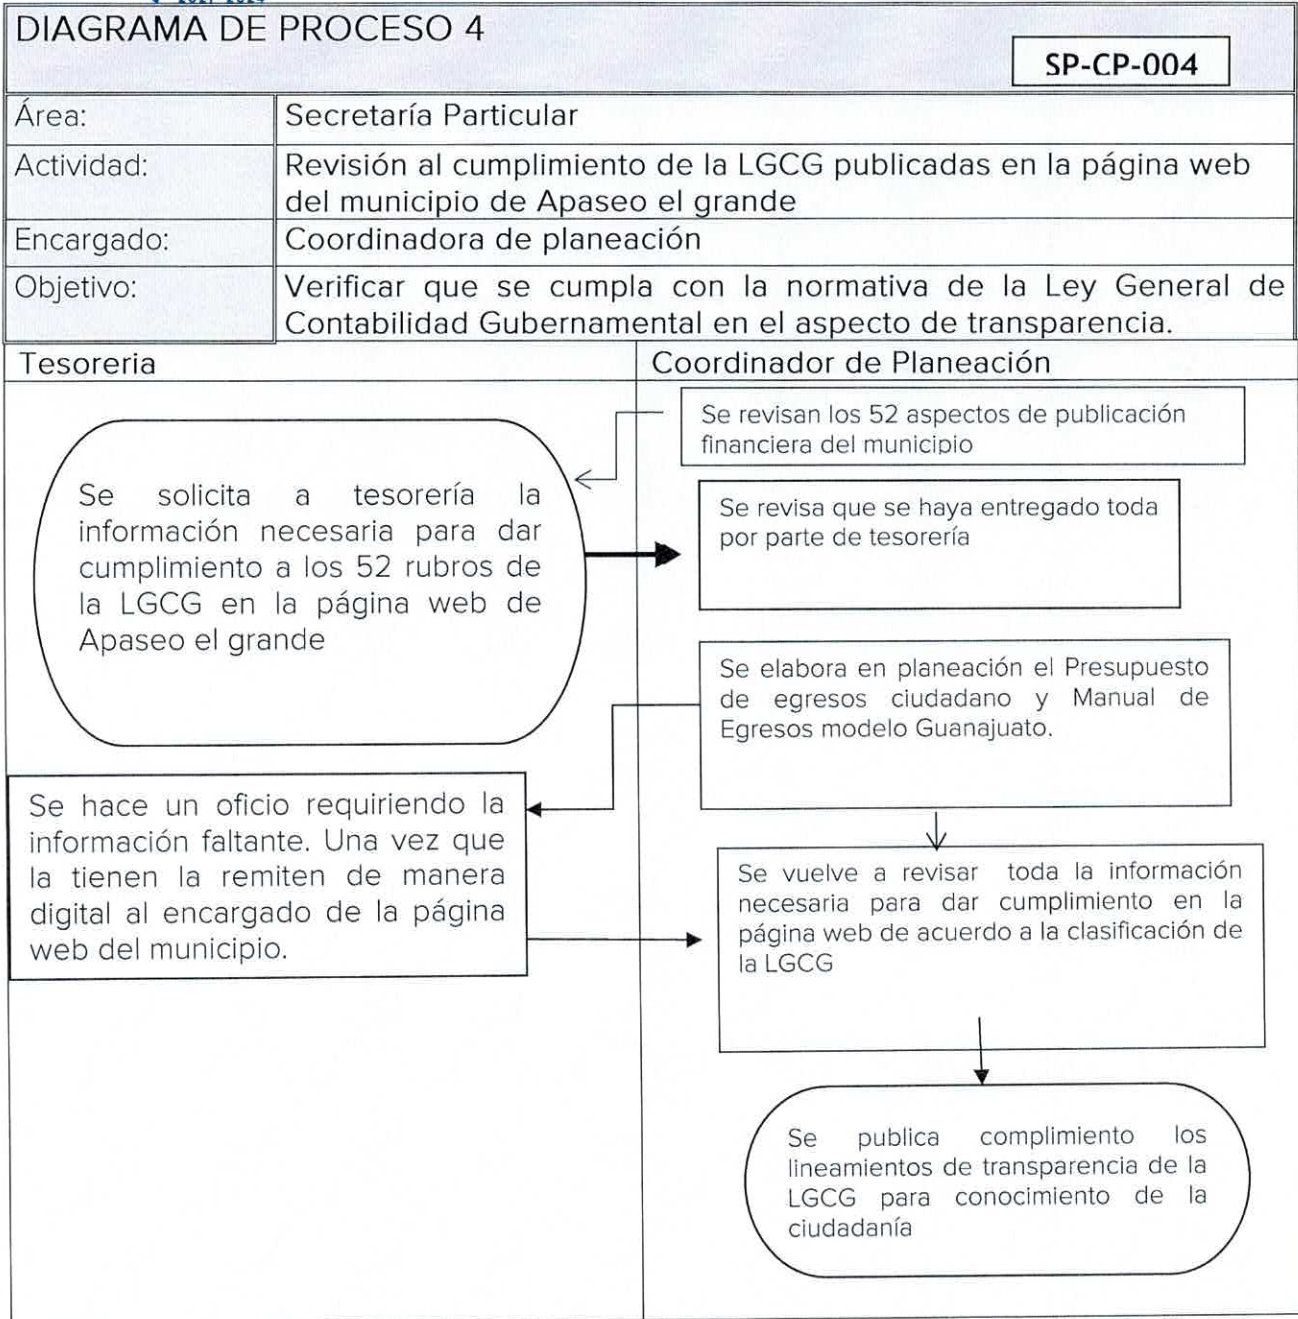 DIAGRAMA DE PROCESO 4
SP-CP-004
Área:
Secretaría Particular
Actividad:
Revisión al cumplimiento de la LGCG publicadas en la página web
del municipio de Apaseo el grande
Encargado:
Coordinadora de planeación
Objetivo:
Verificar que se cumpla con la normativa de la Ley General de
Contabilidad Gubernamental en el aspecto de transparencia.
Tesoreria
Coordinador de Planeación
Se revisan los 52 aspectos de publicación
financiera del municipio
Se solicita a tesorería la
información necesaria para dar
cumplimiento a los 52 rubros de
la LGCG en la página web de
Apaseo el grande
Se revisa que se haya entregado toda
por parte de tesorería
Se elabora en planeación el Presupuesto
de egresos ciudadano y Manual de
Egresos modelo Guanajuato.
Se hace un oficio requiriendo la
información faltante. Una vez que
la tienen la remiten de manera
digital al encargado de la página
web del municipio.
Se vuelve a revisar toda la información
necesaria para dar cumplimiento en la
página web de acuerdo a la clasificación de
la LGCG
Se publica complimiento los
lineamientos de transparencia de la
LGCG para conocimiento de la
ciudadanía